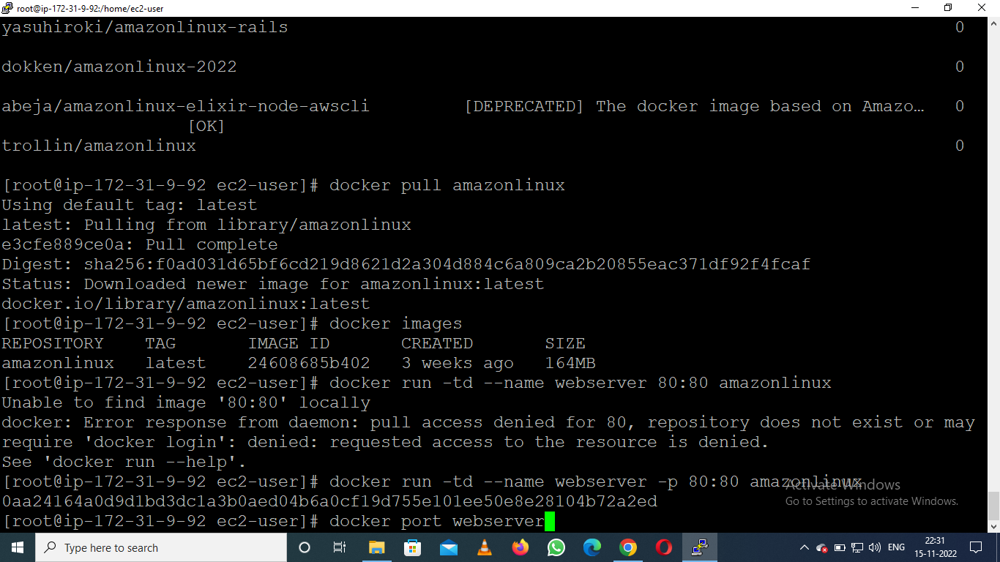 root@ip-172-31-9-92:/home/ec2-user
yasuhiroki/amazonlinux-rails 0
dokken/amazonlinux-2022 0
abeja/amazonlinux-elixir-node-awscli [DEPRECATED] The docker image based on Amazo… 0
[OK]
trollin/amazonlinux 0
[root@ip-172-31-9-92 ec2-user]# docker pull amazonlinux
Using default tag: latest
latest: Pulling from library/amazonlinux
e3cfe889ce0a: Pull complete
Digest: sha256:f0ad031d65bf6cd219d8621d2a304d884c6a809ca2b20855eac371df92f4fcaf
Status: Downloaded newer image for amazonlinux:latest
docker.io/library/amazonlinux:latest
[root@ip-172-31-9-92 ec2-user]# docker images
REPOSITORY TAG IMAGE ID CREATED SIZE
amazonlinux latest 24608685b402 3 weeks ago 164MB
[root@ip-172-31-9-92 ec2-user]# docker run -td --name webserver 80:80 amazonlinux
Unable to find image '80:80' locally
docker: Error response from daemon: pull access denied for 80, repository does not exist or may
require 'docker login': denied: requested access to the resource is denied.
See 'docker run --help'.
[root@ip-172-31-9-92 ec2-user]# docker run -td --name webserver -p 80:80 amazonlinux
0aa24164a0d9d1bd3dc1a3b0aed04b6a0cf19d755e101ee50e8e28104b72a2ed
[root@ip-172-31-9-92 ec2-user]# docker port webserver
Activate Windows
Go to Settings to activate Windows.
Type here to search
ENG
22:31
15-11-2022